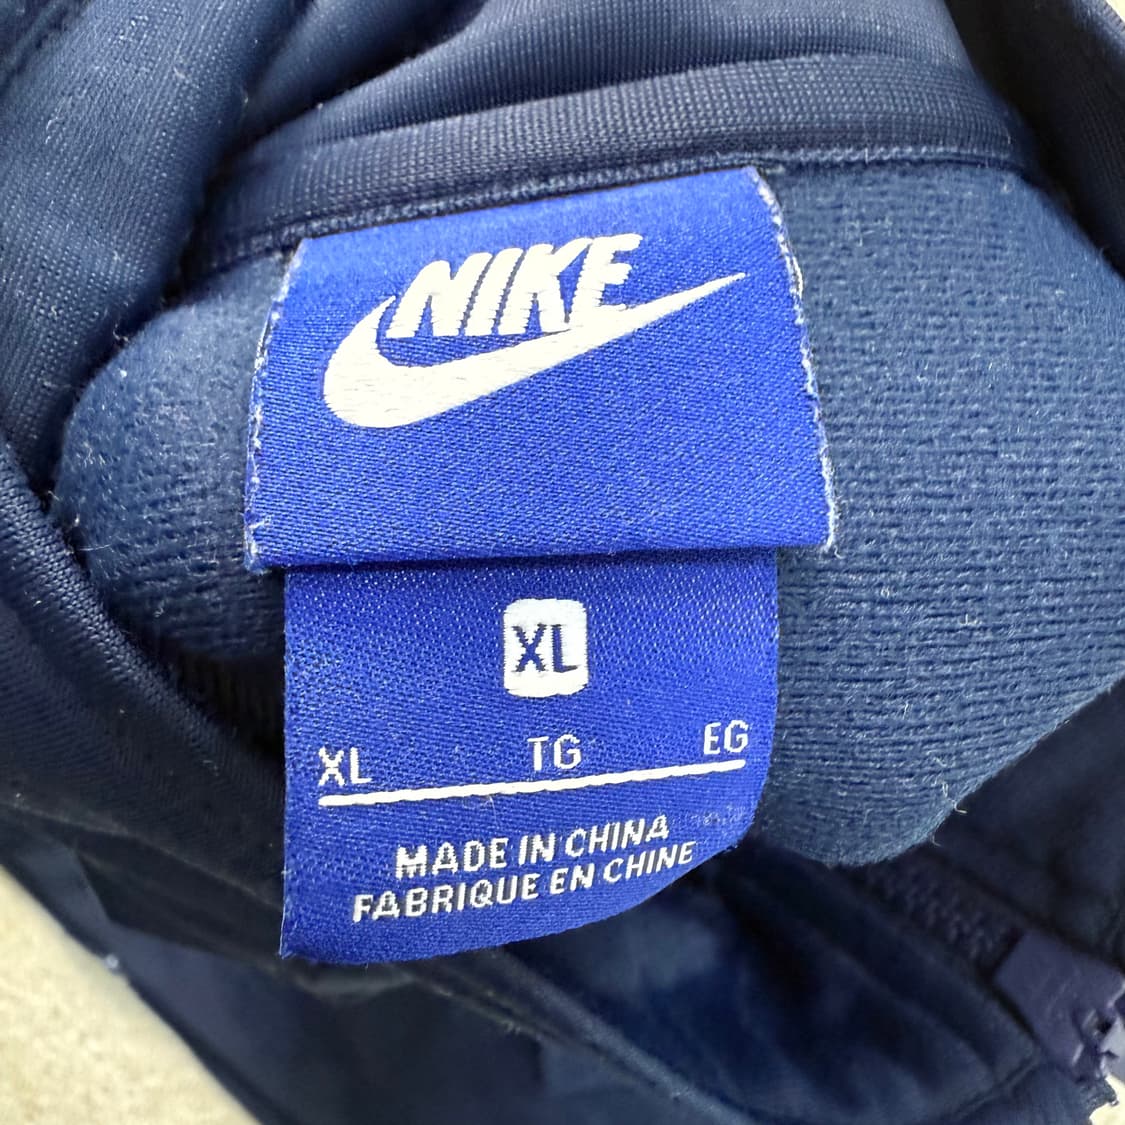 NIKE
XL
XL TG EG
MADE IN CHINA
FABRIQUE EN CHINE